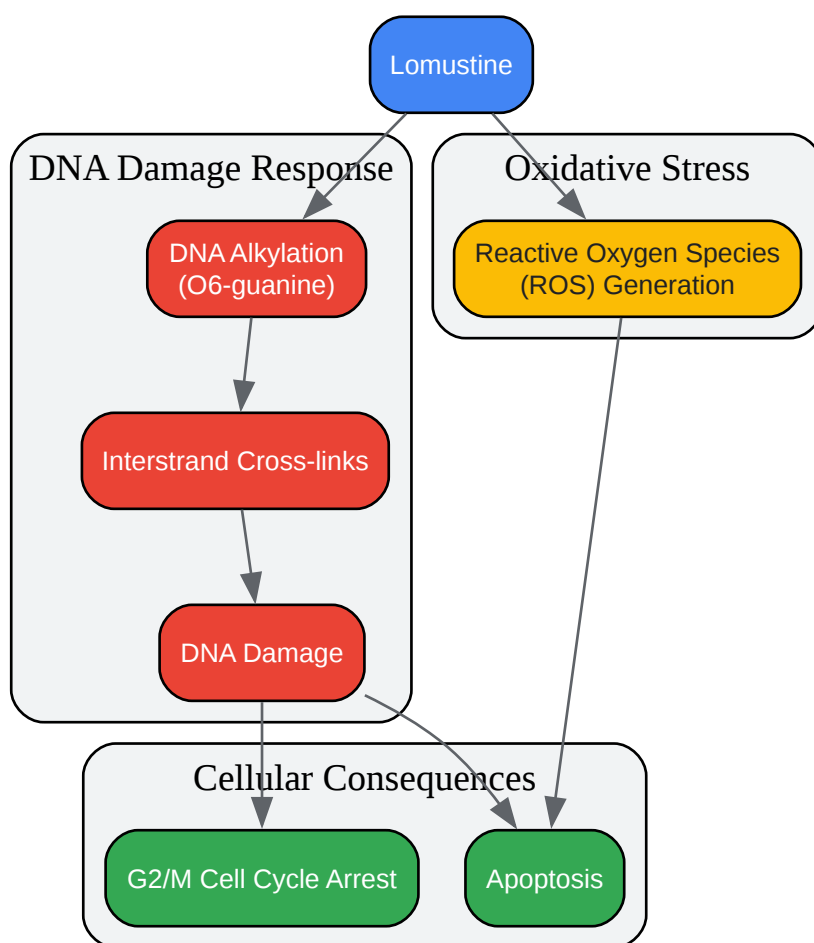 Lomustine
DNA Damage Response
Oxidative Stress
DNA Alkylation
(O6-guanine)
Reactive Oxygen Species
(ROS) Generation
Interstrand Cross-links
DNA Damage
Cellular Consequences
G2/M Cell Cycle Arrest
Apoptosis